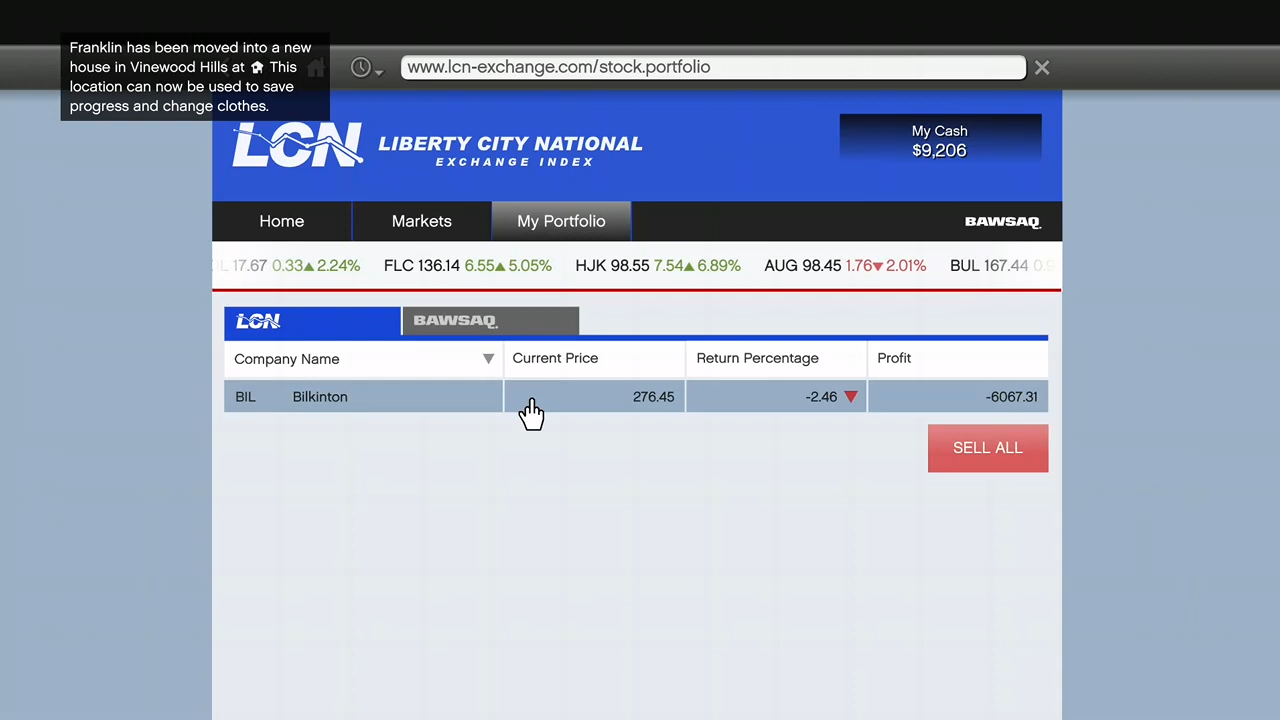 Franklin has been moved into a new
house in Vinewood Hills at This
location can now be used to save
progress and change clothes.
www.lcn-exchange.com/stock.portfolio
LCN LIBERTY CITY NATIONAL
EXCHANGE INDEX
My Cash
$9,206
Home Markets My Portfolio BAWSAQ.
17.67 0.33▲2.24% FLC 136.14 6.55▲5.05% HJK 98.55 7.54▲6.89% AUG 98.45 1.76▼2.01% BUL 167.44
LCN BAWSAQ.
Company Name ▼ Current Price Return Percentage Profit
BIL Bilkinton 276.45 -2.46 ▼ -6067.31
SELL ALL